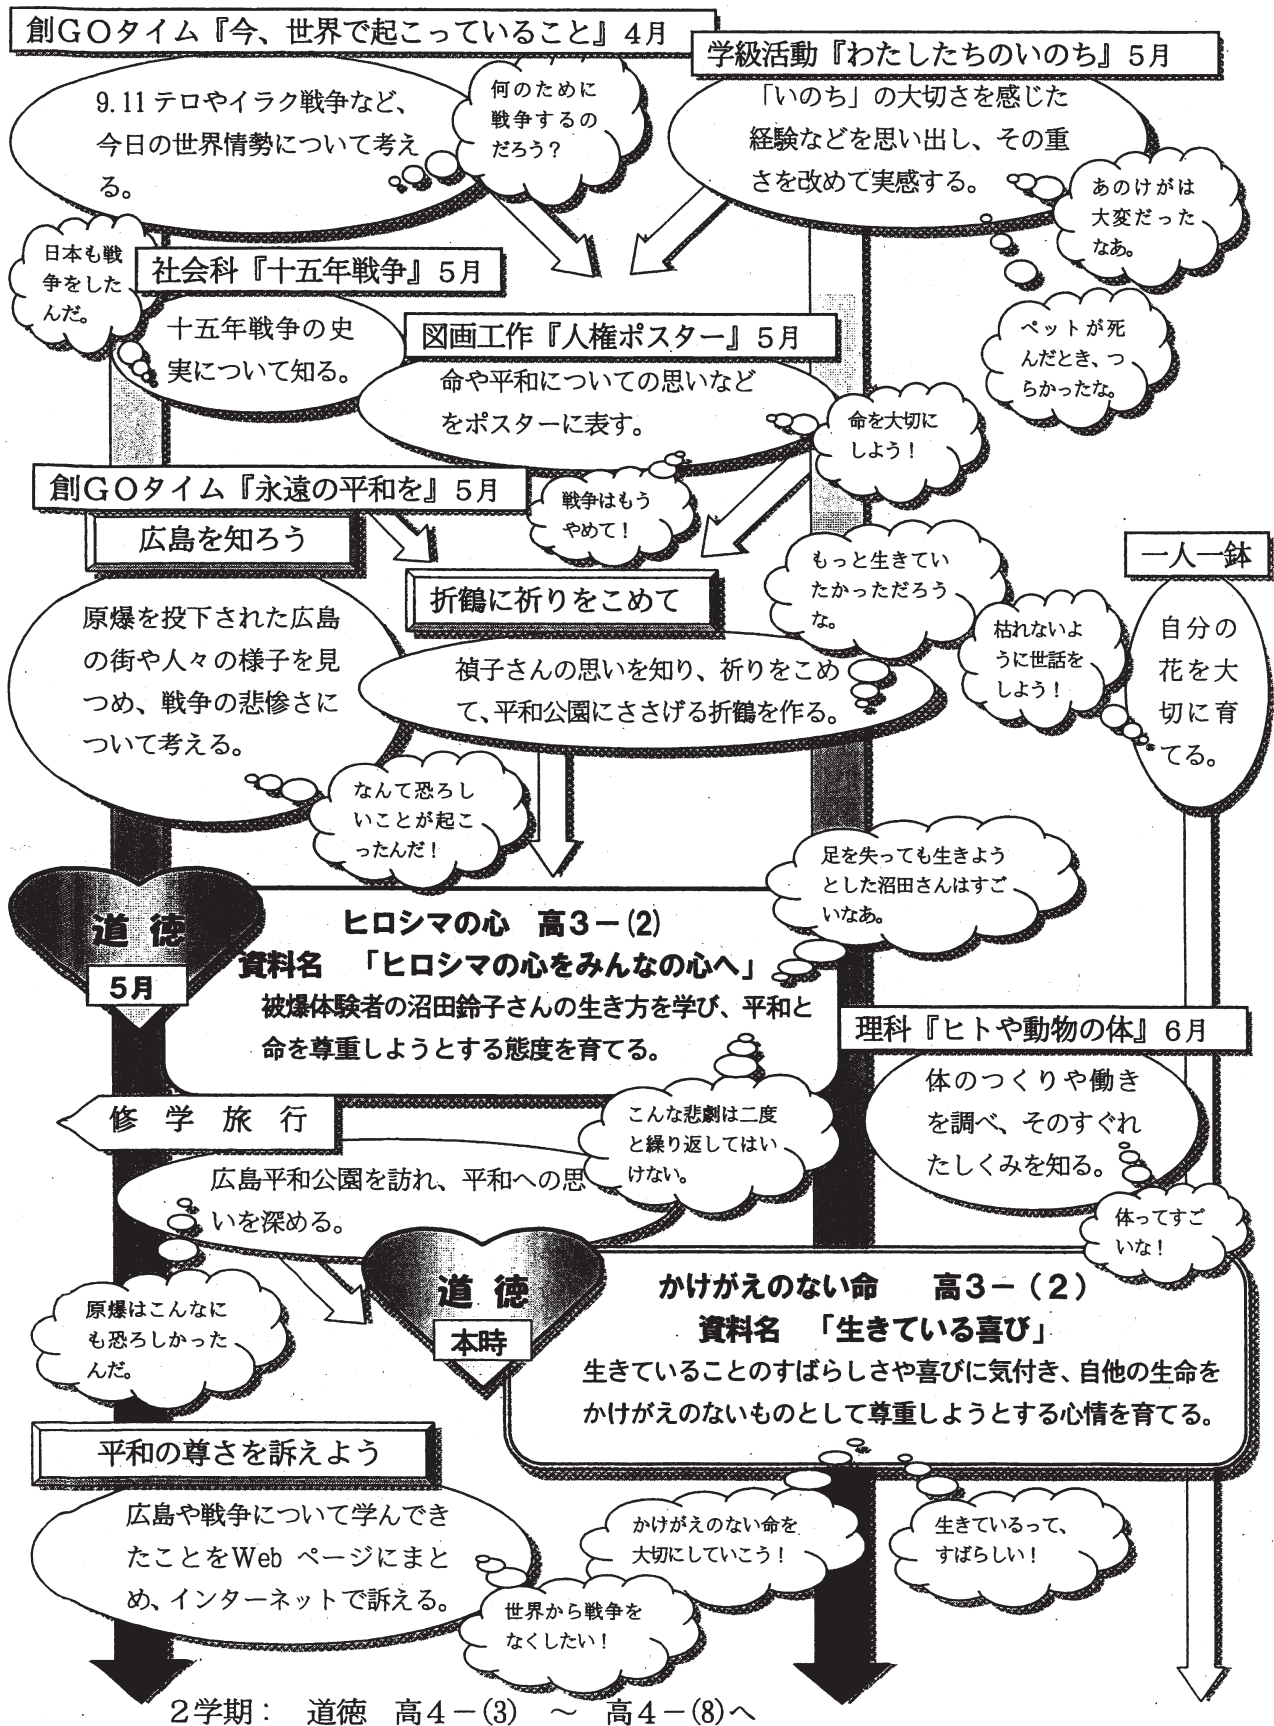 創GOタイム『今、世界で起こっていること』4月
9.11テロやイラク戦争など、
今日の世界情勢について考え
る。
何のために
戦争するの
だろう？
学級活動『わたしたちのいのち』5月
「いのち」の大切さを感じた
経験などを思い出し、その重
さを改めて実感する。
あのけがは
大変だった
なあ。
ペットが死
んだとき、つ
らかったな。
日本も戦
争をした
んだ。
社会科『十五年戦争』5月
十五年戦争の史
実について知る。
図画工作『人権ポスター』5月
命や平和についての思いなど
をポスターに表す。
命を大切に
しよう！
戦争はもう
やめて！
創GOタイム『永遠の平和を』5月
広島を知ろう
原爆を投下された広島
の街や人々の様子を見
つめ、戦争の悲惨さに
ついて考える。
なんて恐ろし
いことが起こ
ったんだ！
折鶴に祈りをこめて
禎子さんの思いを知り、祈りをこめ
て、平和公園にささげる折鶴を作る。
もっと生きてい
たかっただろう
な。
一人一鉢
自分の
花を大
切に育
てる。
枯れないよ
うに世話を
しよう！
道徳
5月
ヒロシマの心　高3－(2)
資料名　「ヒロシマの心をみんなの心へ」
被爆体験者の沼田鈴子さんの生き方を学び、平和と
命を尊重しようとする態度を育てる。
足を失っても生きよう
とした沼田さんはすご
いなあ。
こんな悲劇は二度
と繰り返してはい
けない。
理科『ヒトや動物の体』6月
体のつくりや働き
を調べ、そのすぐれ
たしくみを知る。
体ってすご
いな！
修学旅行
広島平和公園を訪れ、平和への思
いを深める。
原爆はこんなに
も恐ろしかった
んだ。
道徳
本時
かけがえのない命　高3－(2)
資料名　「生きている喜び」
生きていることのすばらしさや喜びに気付き、自他の生命を
かけがえのないものとして尊重しようとする心情を育てる。
かけがえのない命を
大切にしていこう！
生きているって、
すばらしい！
平和の尊さを訴えよう
広島や戦争について学んでき
たことをWeb ページにまと
め、インターネットで訴える。
世界から戦争を
なくしたい！
2学期：　道徳　高4－(3)　～　高4－(8)へ